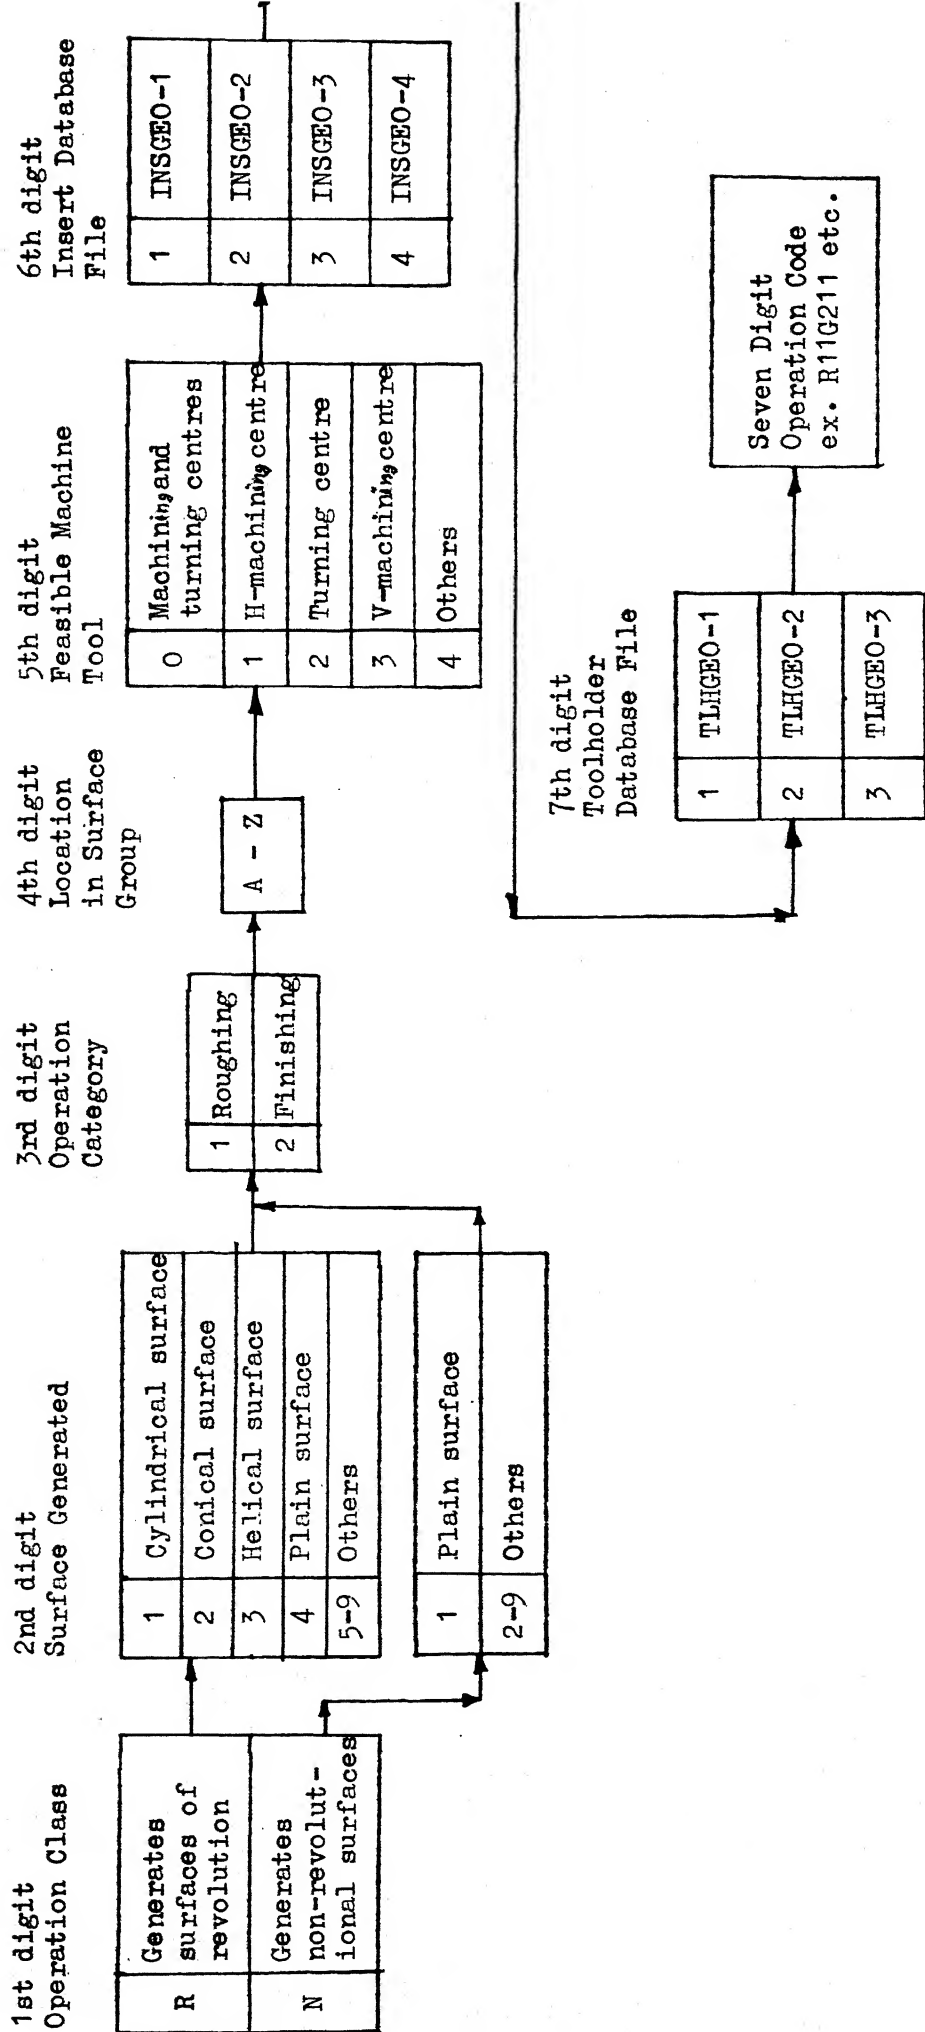 1st digit
Operation Class
R
Generates
surfaces of
revolution
N
Generates
non-revolut-
ional surfaces
2nd digit
Surface Generated
1 Cylindrical surface
2 Conical surface
3 Helical surface
4 Plain surface
5-9 Others
1 Plain surface
2-9 Others
3rd digit
Operation
Category
1 Roughing
2 Finishing
4th digit
Location
in Surface
Group
A - Z
5th digit
Feasible Machine
Tool
0 Machining and
turning centres
1 H-machining centre
2 Turning centre
3 V-machining centre
4 Others
6th digit
Insert Database
File
1 INSGEO-1
2 INSGEO-2
3 INSGEO-3
4 INSGEO-4
7th digit
Toolholder
Database File
1 TLHGEO-1
2 TLHGEO-2
3 TLHGEO-3
Seven Digit
Operation Code
ex. R11G211 etc.